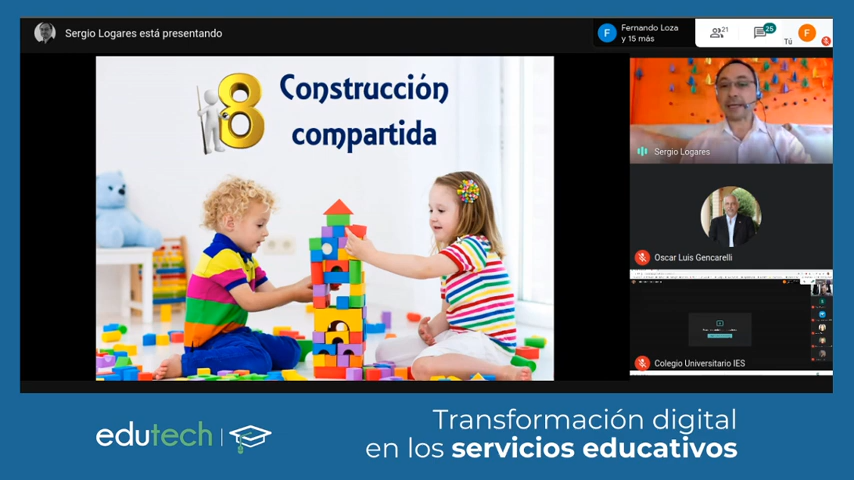 Sergio Logares está presentando
Fernando Loza
y 15 más
21
25
Tú
F
F
8
Construcción
compartida
Sergio Logares
Oscar Luis Gencarelli
Colegio Universitario IES
edutech
Transformación digital
en los servicios educativos